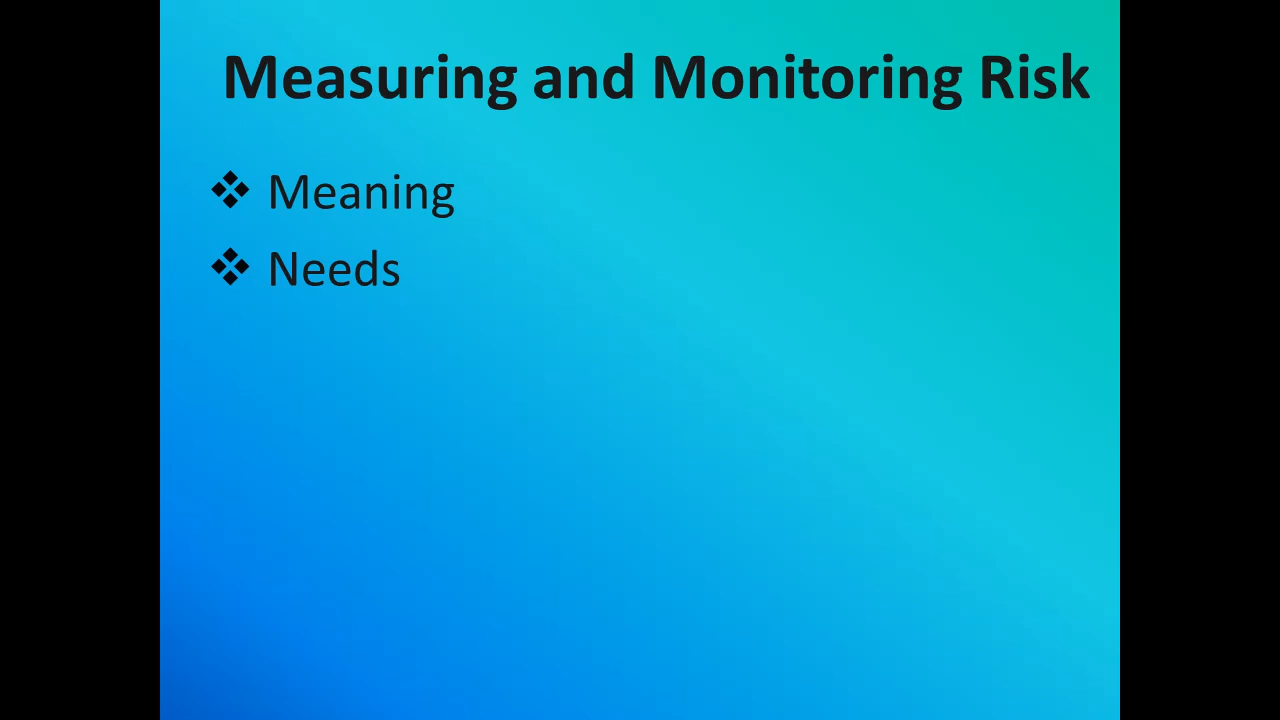 Measuring and Monitoring Risk
❖ Meaning
❖ Needs